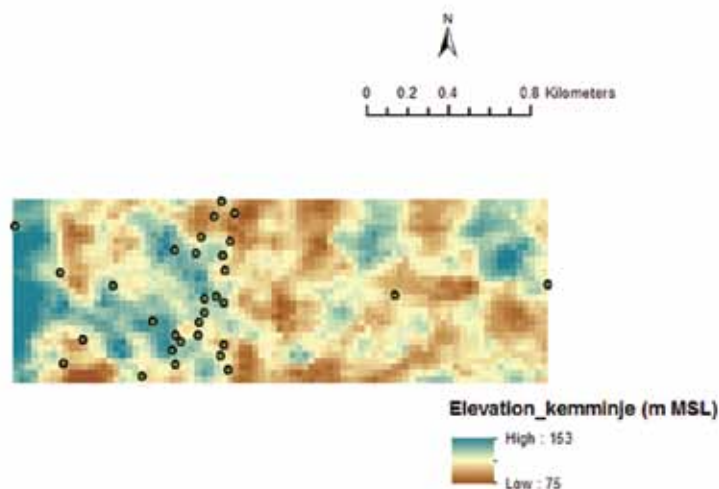 N
0 0.2 0.4 0.8 Kilometers
Elevation_kemminje (m MSL)
High : 153
Low : 75